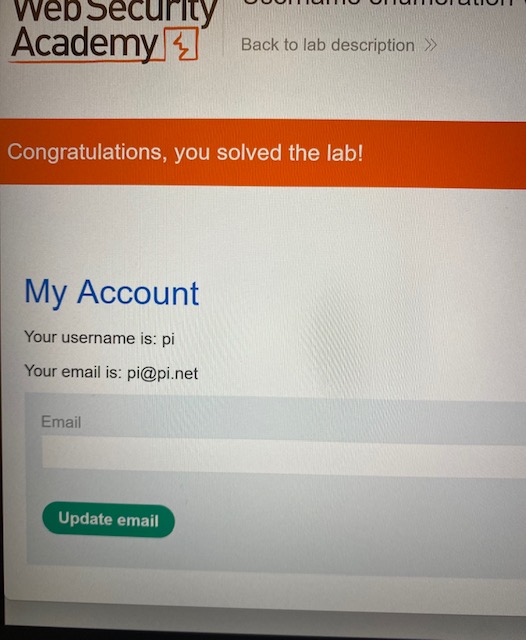 Web Security
Academy
Username enumeration
Back to lab description
Congratulations, you solved the lab!
My Account
Your username is: pi
Your email is: pi@pi.net
Email
Update email